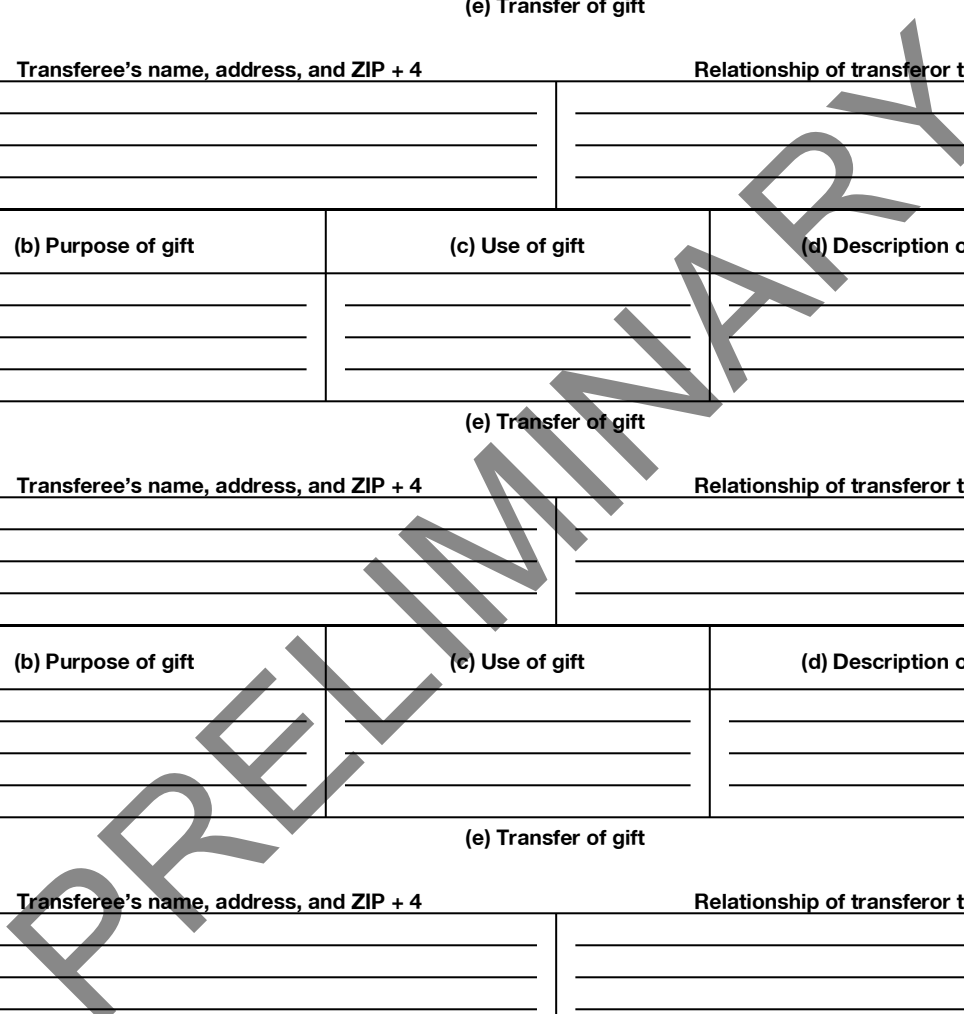 (e) Transfer of gift
Transferee's name, address, and ZIP + 4 Relationship of transferor t
(b) Purpose of gift (c) Use of gift (d) Description o
(e) Transfer of gift
Transferee's name, address, and ZIP + 4 Relationship of transferor t
(b) Purpose of gift (c) Use of gift (d) Description o
(e) Transfer of gift
Transferee's name, address, and ZIP + 4 Relationship of transferor t
PRELIMINARY